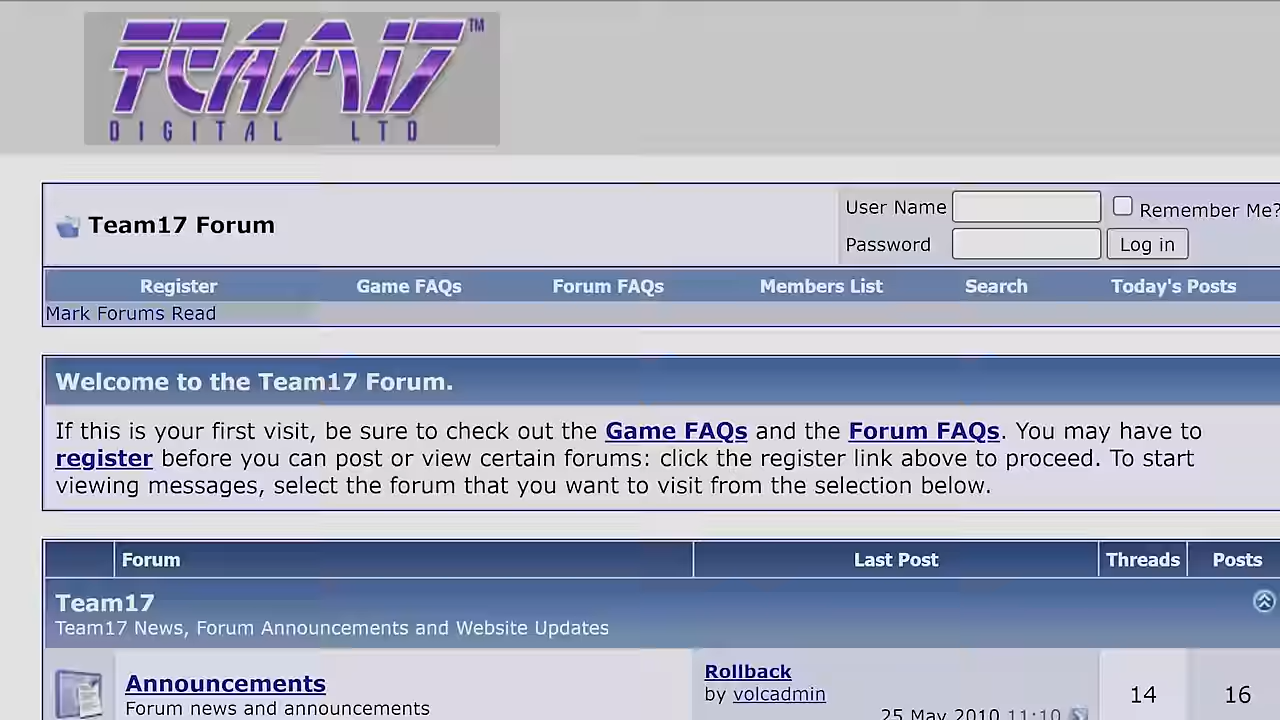 TEAM17™
DIGITAL LTD
Team17 Forum
User Name
Remember Me?
Password
Log in
Register Game FAQs Forum FAQs Members List Search Today's Posts
Mark Forums Read
Welcome to the Team17 Forum.
If this is your first visit, be sure to check out the Game FAQs and the Forum FAQs. You may have to
register before you can post or view certain forums: click the register link above to proceed. To start
viewing messages, select the forum that you want to visit from the selection below.
Forum Last Post Threads Posts
Team17
Team17 News, Forum Announcements and Website Updates
Announcements
Forum news and announcements
Rollback
by volcadmin
25 May 2010 11:10
14 16